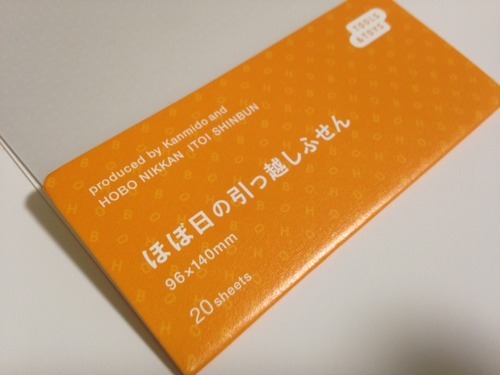 TOOLS
& TOYS
produced by Kanmido and
HOBO NIKKAN ITOI SHINBUN
ほぼ日の引っ越しふせん
96×140mm
20 sheets